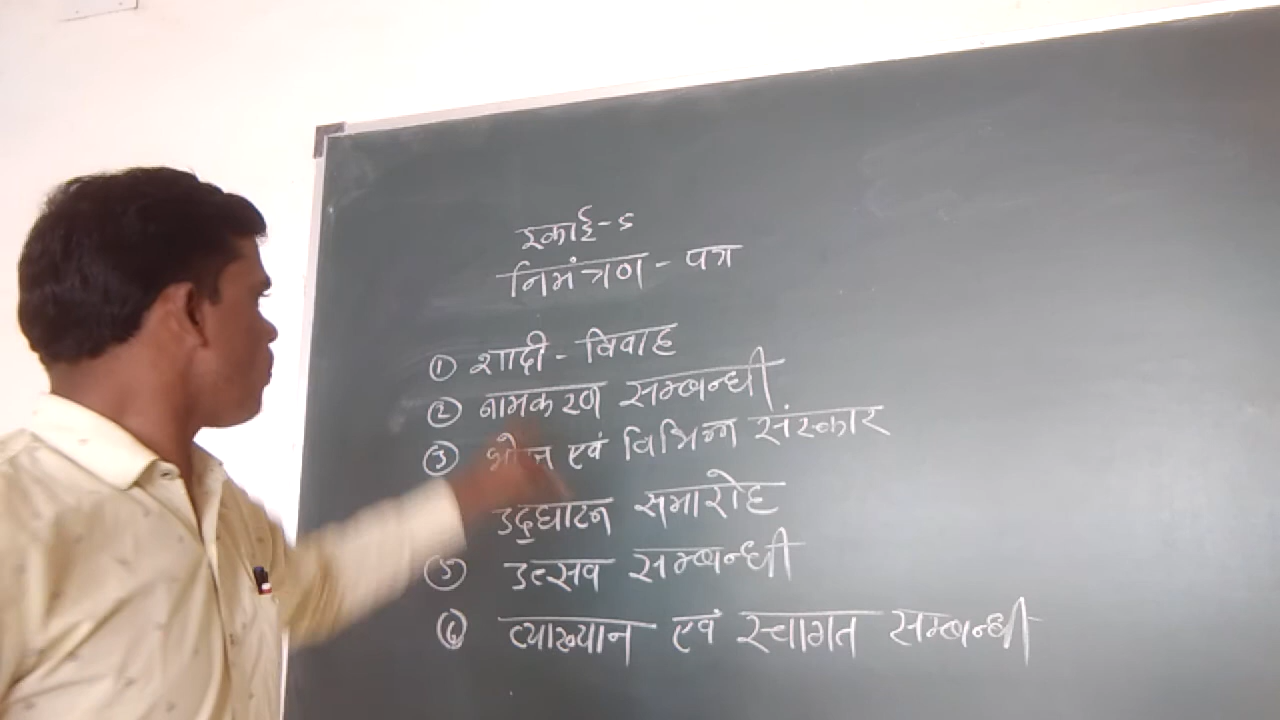 इकाई-६
निमंत्रण - पत्र
① शादी - विवाह
② नामकरण सम्बन्धी
③ भोज एवं विभिन्न संस्कार
उद्घाटन समारोह
⑤ उत्सव सम्बन्धी
⑥ व्याख्यान एवं स्वागत सम्बन्धी